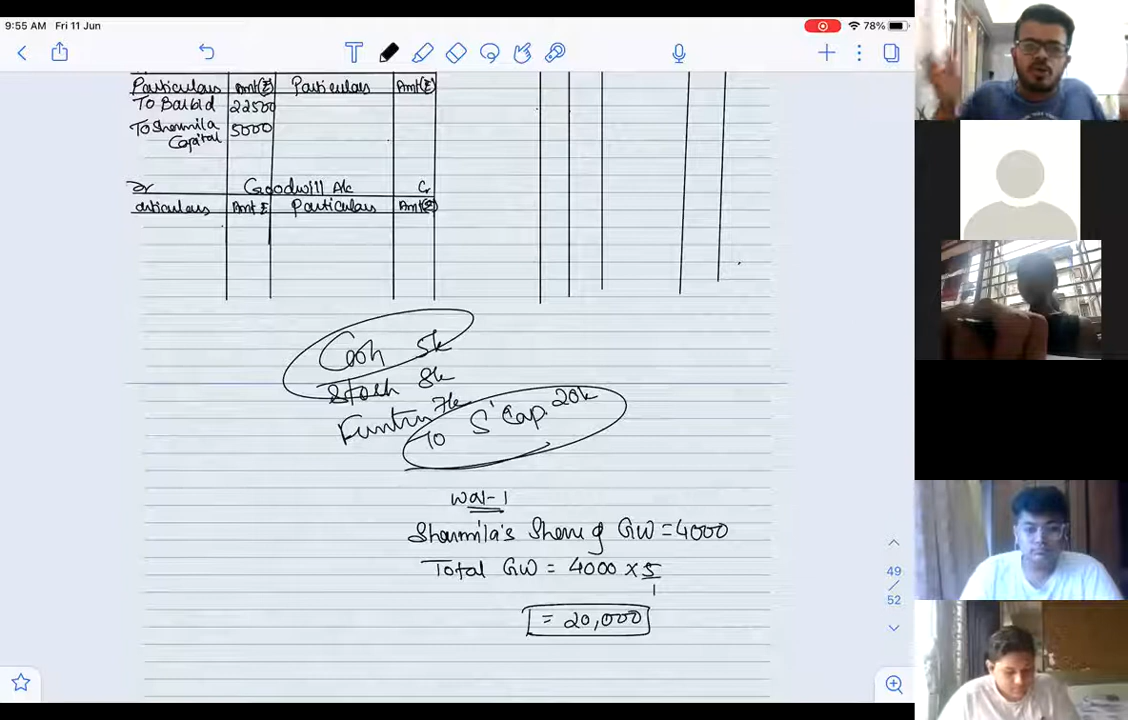 9:55 AM Fri 11 Jun
78%
T
Particulars Amt(₹) Particulars Amt(₹)
To Bal b/d 22500
To Sharmila Capital 5000
Dr Goodwill A/c Cr
articulars Amt ₹ Particulars Amt(₹)
Cash 5k
Stock 8k
7k
To S' Cap. 20k
WN-1
Sharmila's Share of GW = 4000
Total GW = 4000 × 5/1
= 20,000
49
/
52